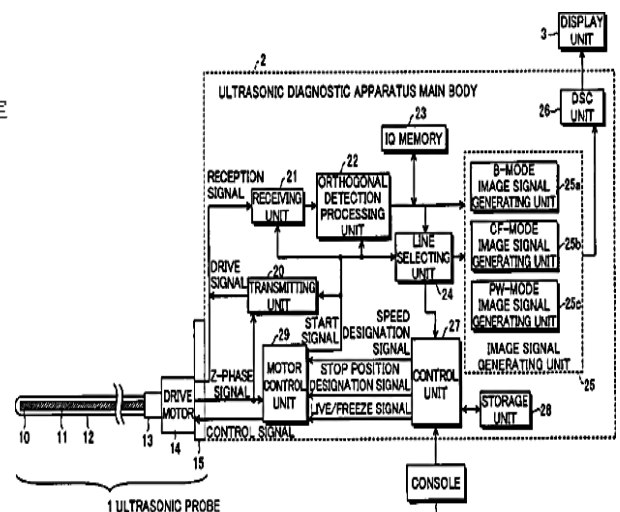 DISPLAY
UNIT
3
2
ULTRASONIC DIAGNOSTIC APPARATUS MAIN BODY
26
DSC
UNIT
23
IQ MEMORY
22
21
RECEPTION
SIGNAL
RECEIVING
UNIT
ORTHOGONAL
DETECTION
PROCESSING
UNIT
B-MODE
IMAGE SIGNAL
GENERATING UNIT
25a
LINE
SELECTING
UNIT
24
CF-MODE
IMAGE SIGNAL
GENERATING UNIT
25b
DRIVE
SIGNAL
20
TRANSMITTING
UNIT
PW-MODE
IMAGE SIGNAL
GENERATING UNIT
25c
START
SIGNAL
SPEED
DESIGNATION
SIGNAL
27
29
IMAGE SIGNAL
GENERATING UNIT
25
Z-PHASE
SIGNAL
MOTOR
CONTROL
UNIT
STOP POSITION
DESIGNATION SIGNAL
CONTROL
UNIT
LIVE/FREEZE SIGNAL
STORAGE
UNIT
28
DRIVE
MOTOR
CONTROL SIGNAL
10
11
12
13
14
15
CONSOLE
1 ULTRASONIC PROBE